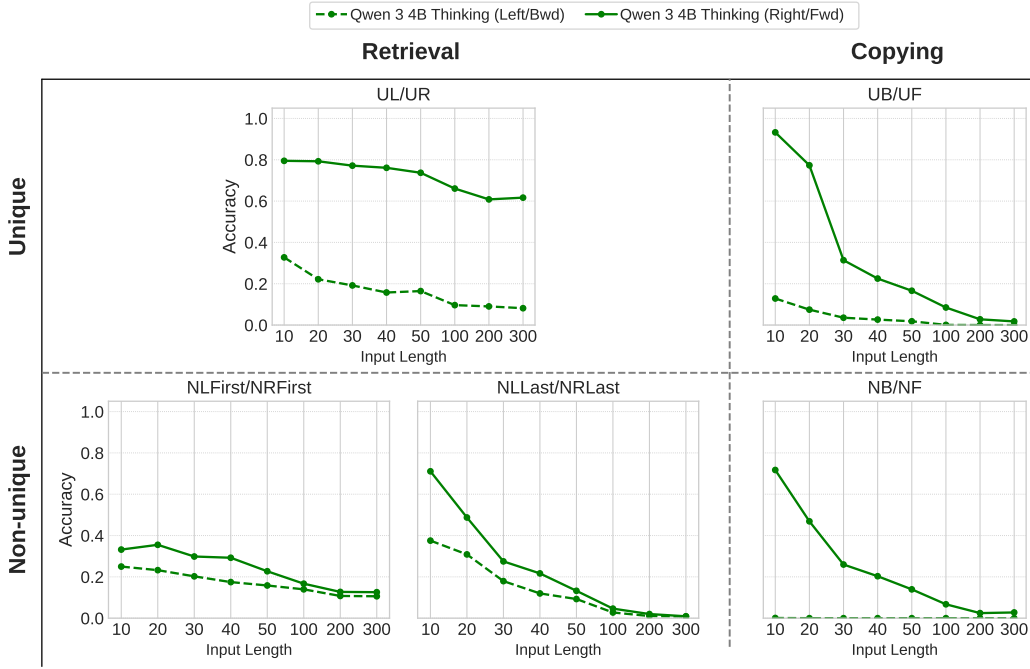 Qwen 3 4B Thinking (Left/Bwd) Qwen 3 4B Thinking (Right/Fwd)
Retrieval Copying
Unique
UL/UR
Accuracy
1.0
0.8
0.6
0.4
0.2
0.0
10 20 30 40 50 100 200 300
Input Length
UB/UF
10 20 30 40 50 100 200 300
Input Length
Non-unique
NLFirst/NRFirst
Accuracy
1.0
0.8
0.6
0.4
0.2
0.0
10 20 30 40 50 100 200 300
Input Length
NLLast/NRLast
10 20 30 40 50 100 200 300
Input Length
NB/NF
10 20 30 40 50 100 200 300
Input Length